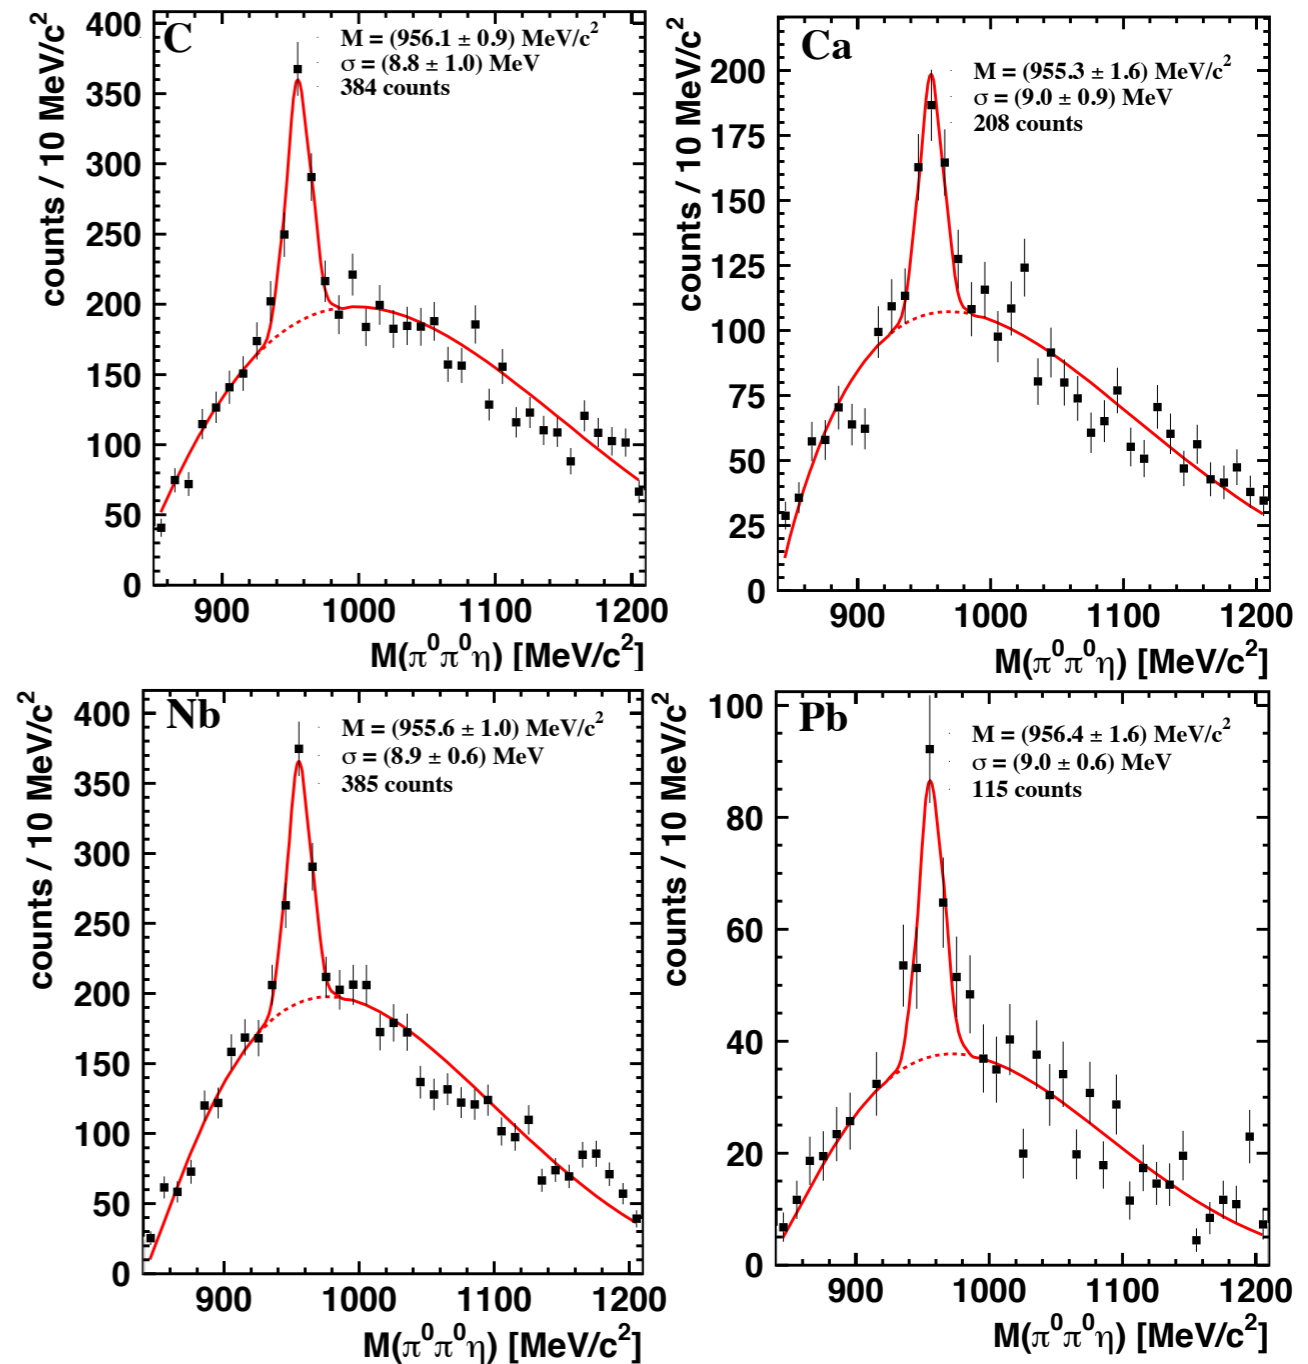 C
M = (956.1 ± 0.9) MeV/c²
σ = (8.8 ± 1.0) MeV
384 counts
counts / 10 MeV/c²
400
350
300
250
200
150
100
50
0
900 1000 1100 1200
M(π⁰π⁰η) [MeV/c²]
Ca
M = (955.3 ± 1.6) MeV/c²
σ = (9.0 ± 0.9) MeV
208 counts
counts / 10 MeV/c²
200
175
150
125
100
75
50
25
0
900 1000 1100 1200
M(π⁰π⁰η) [MeV/c²]
Nb
M = (955.6 ± 1.0) MeV/c²
σ = (8.9 ± 0.6) MeV
385 counts
counts / 10 MeV/c²
400
350
300
250
200
150
100
50
0
900 1000 1100 1200
M(π⁰π⁰η) [MeV/c²]
Pb
M = (956.4 ± 1.6) MeV/c²
σ = (9.0 ± 0.6) MeV
115 counts
counts / 10 MeV/c²
100
80
60
40
20
0
900 1000 1100 1200
M(π⁰π⁰η) [MeV/c²]